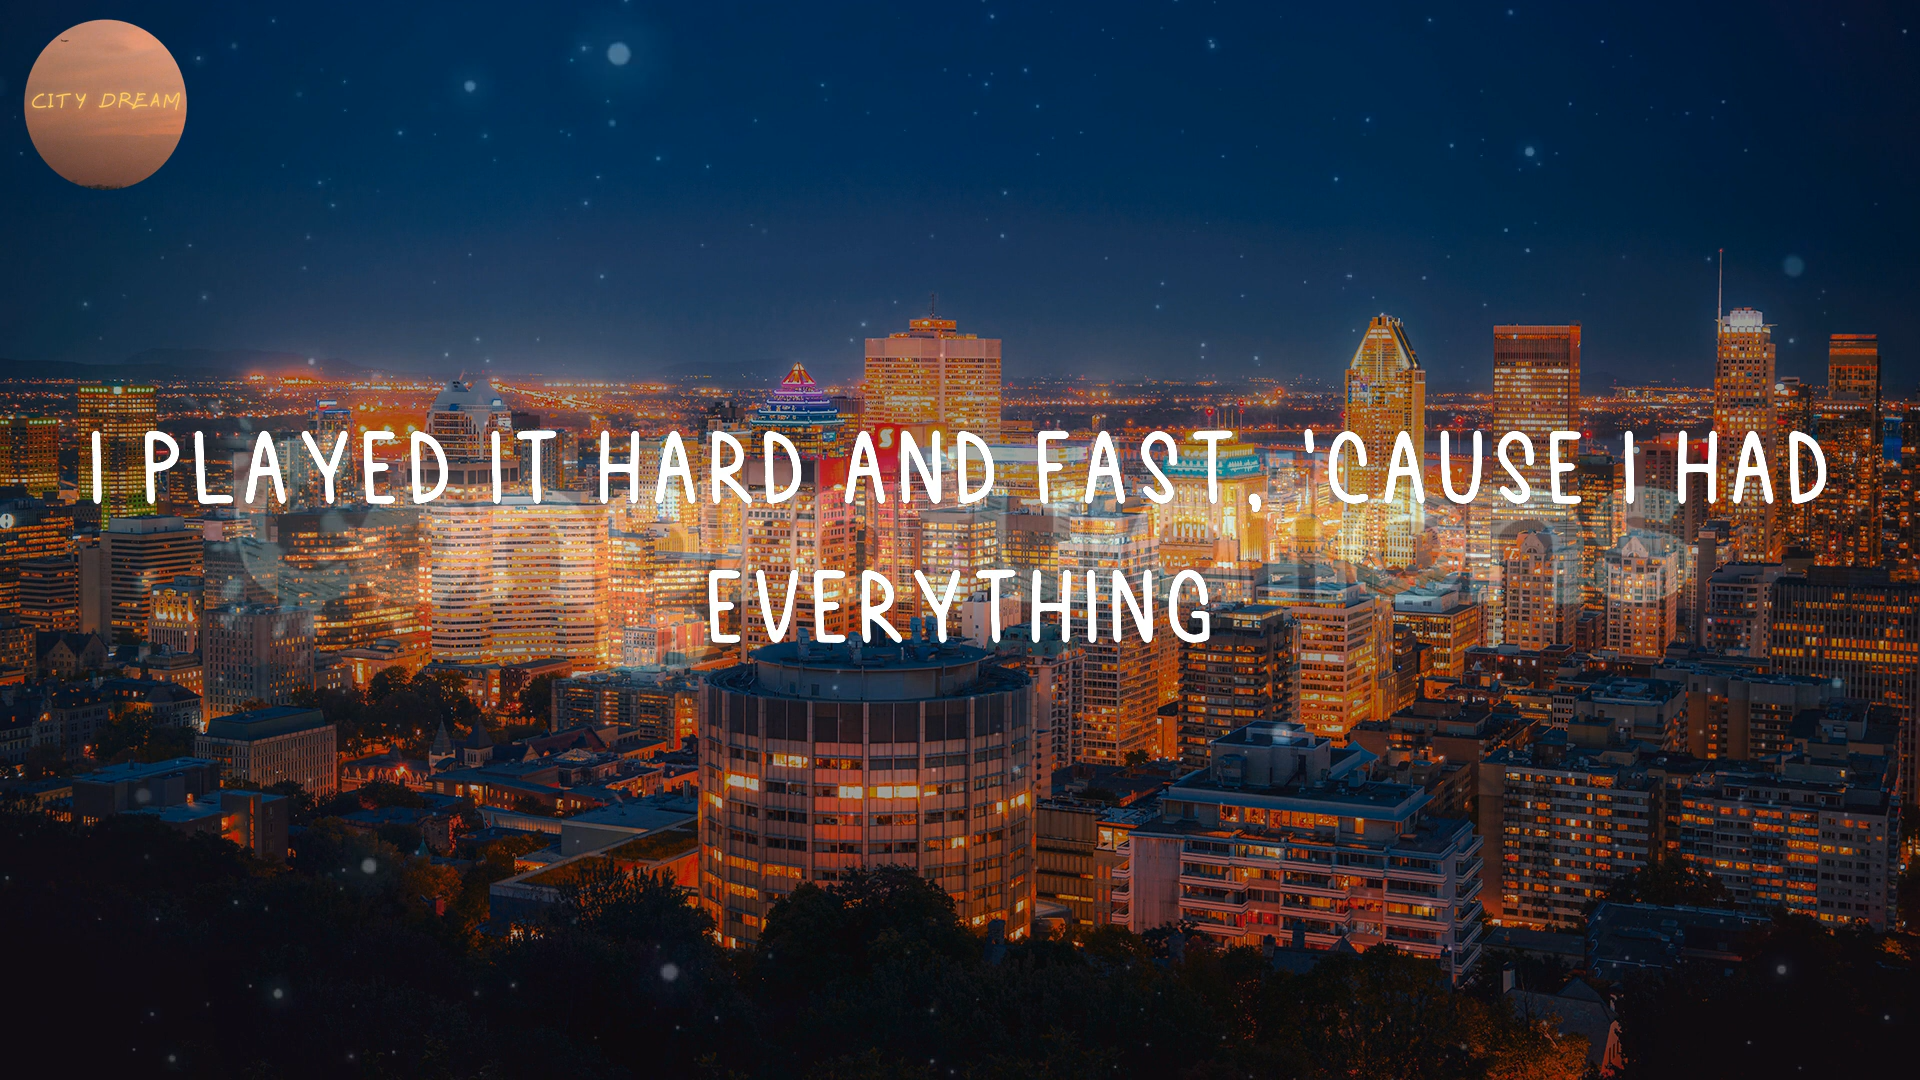 CITY DREAM
I PLAYED IT HARD AND FAST, 'CAUSE I HAD
EVERYTHING